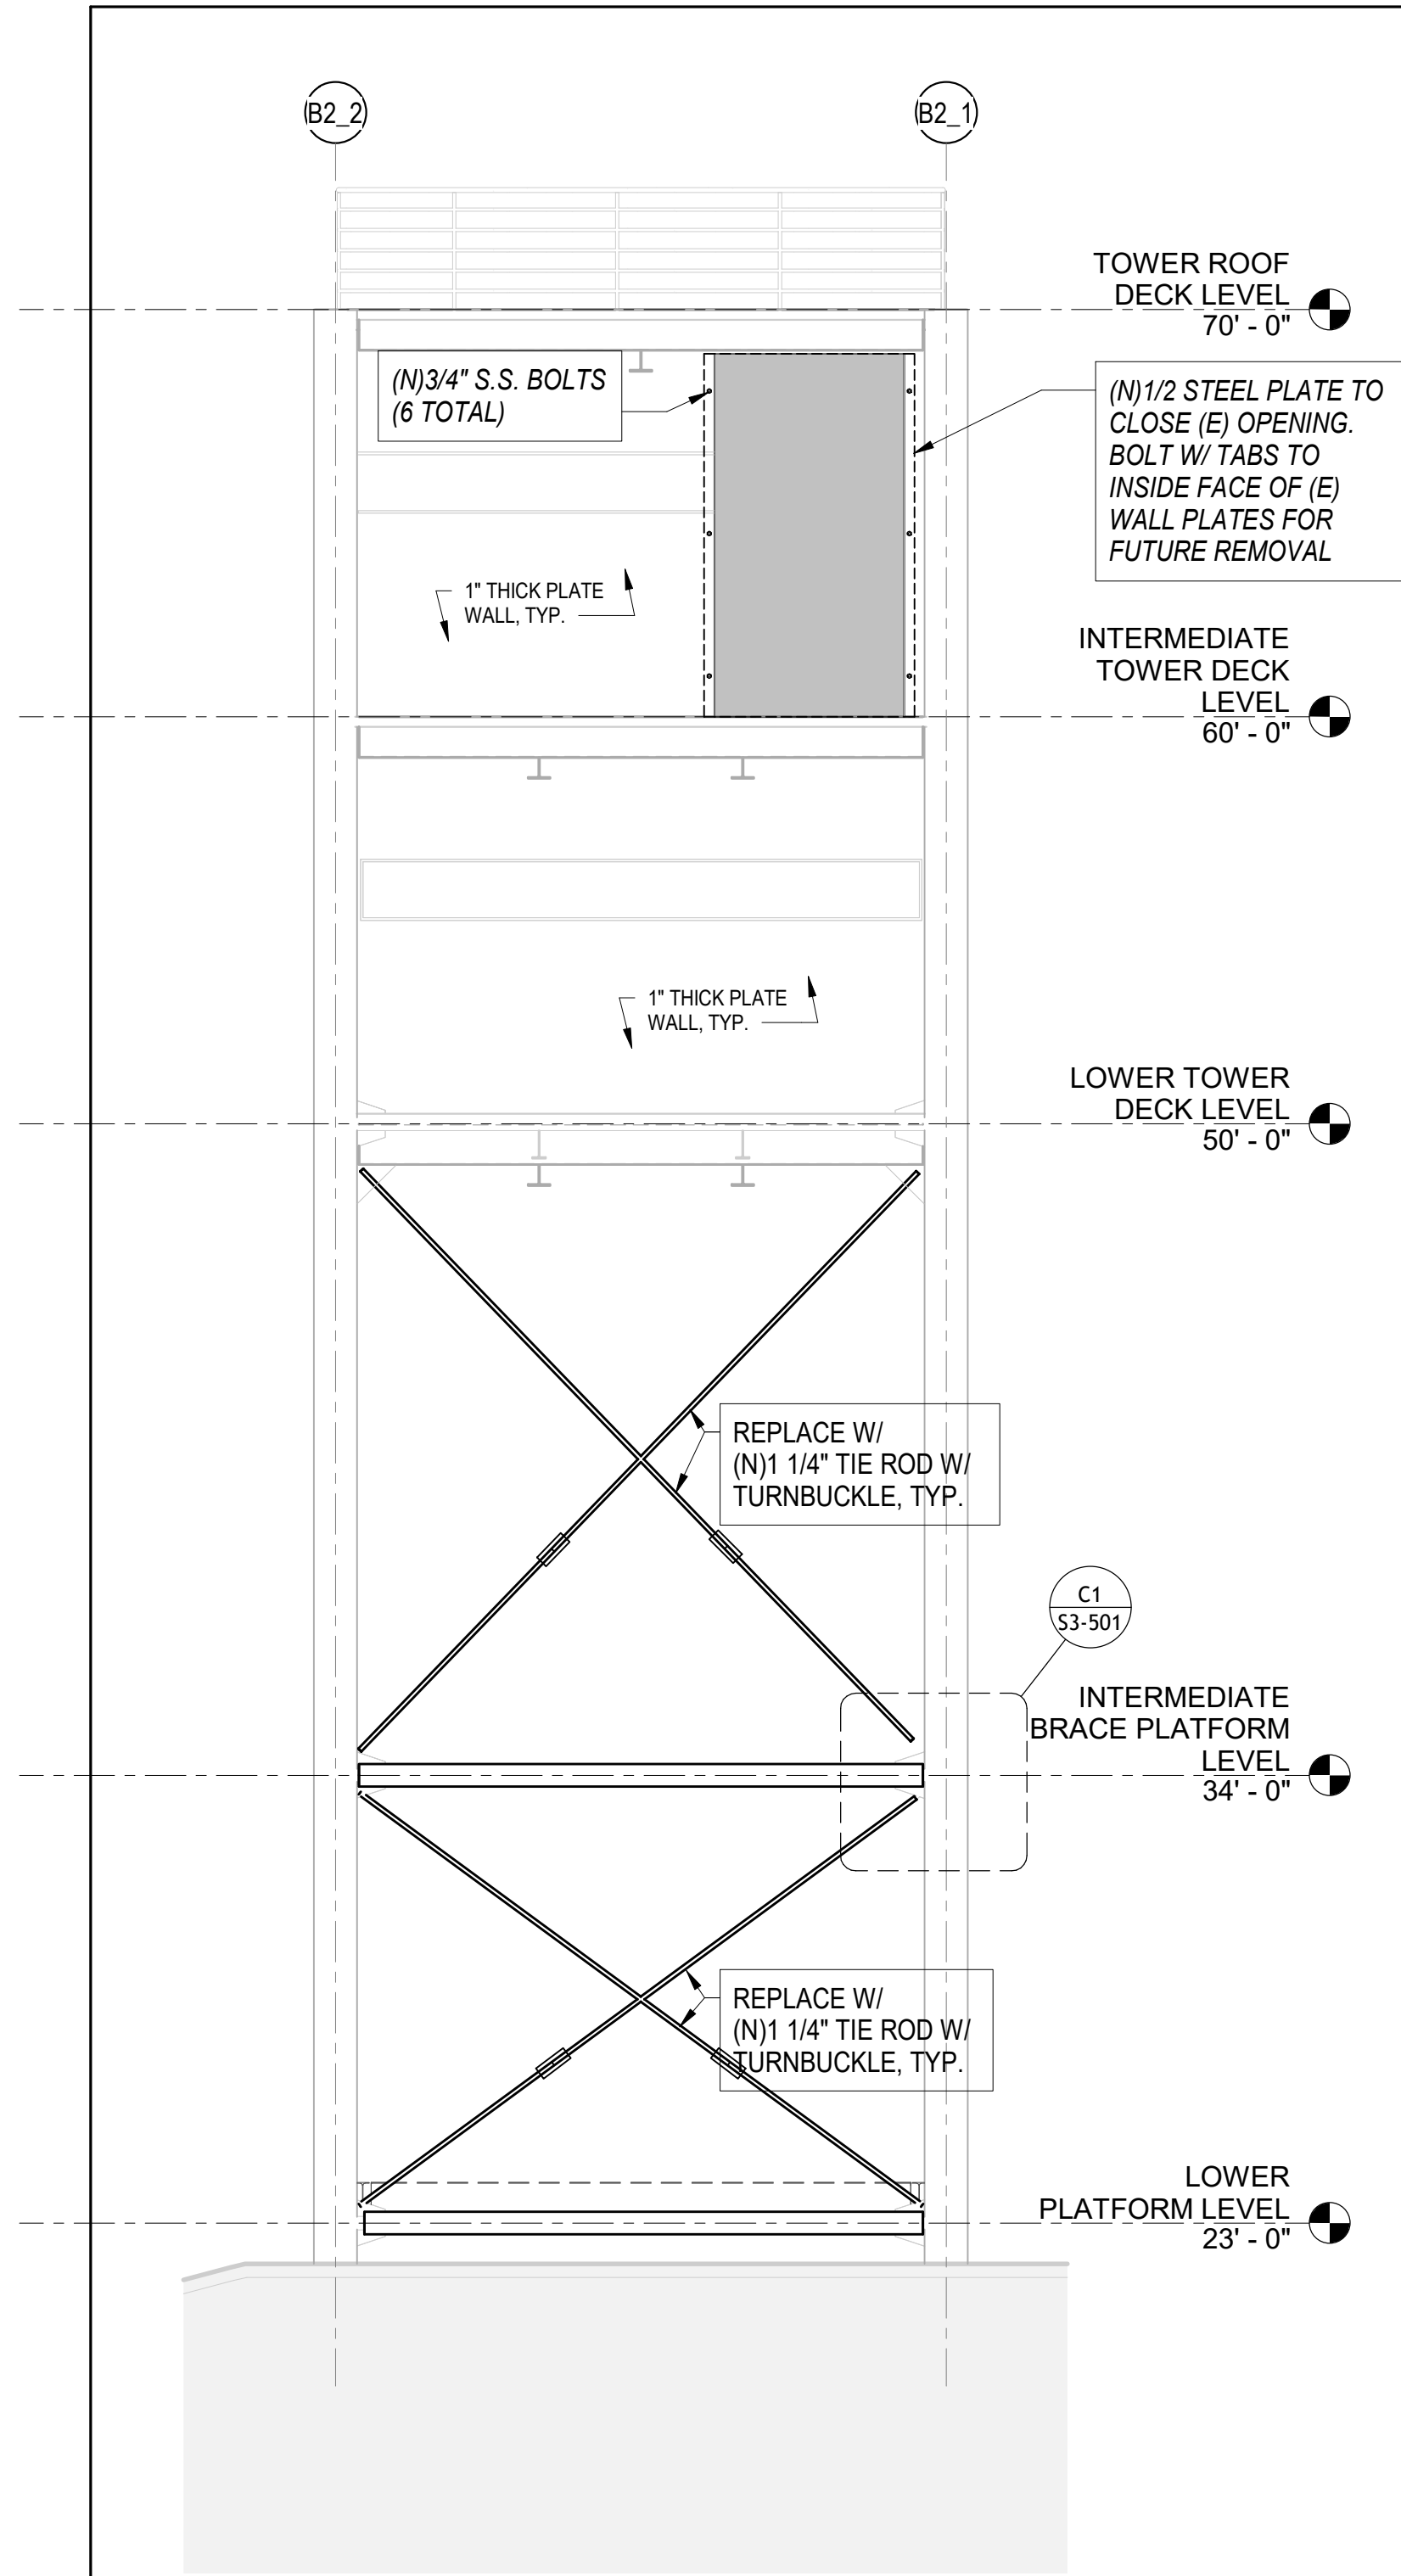 B2_2
B2_1
TOWER ROOF
DECK LEVEL
70' - 0"
(N)3/4" S.S. BOLTS
(6 TOTAL)
(N)1/2 STEEL PLATE TO
CLOSE (E) OPENING.
BOLT W/ TABS TO
INSIDE FACE OF (E)
WALL PLATES FOR
FUTURE REMOVAL
1" THICK PLATE
WALL, TYP.
INTERMEDIATE
TOWER DECK
LEVEL
60' - 0"
1" THICK PLATE
WALL, TYP.
LOWER TOWER
DECK LEVEL
50' - 0"
REPLACE W/
(N)1 1/4" TIE ROD W/
TURNBUCKLE, TYP.
C1
S3-501
INTERMEDIATE
BRACE PLATFORM
LEVEL
34' - 0"
REPLACE W/
(N)1 1/4" TIE ROD W/
TURNBUCKLE, TYP.
LOWER
PLATFORM LEVEL
23' - 0"